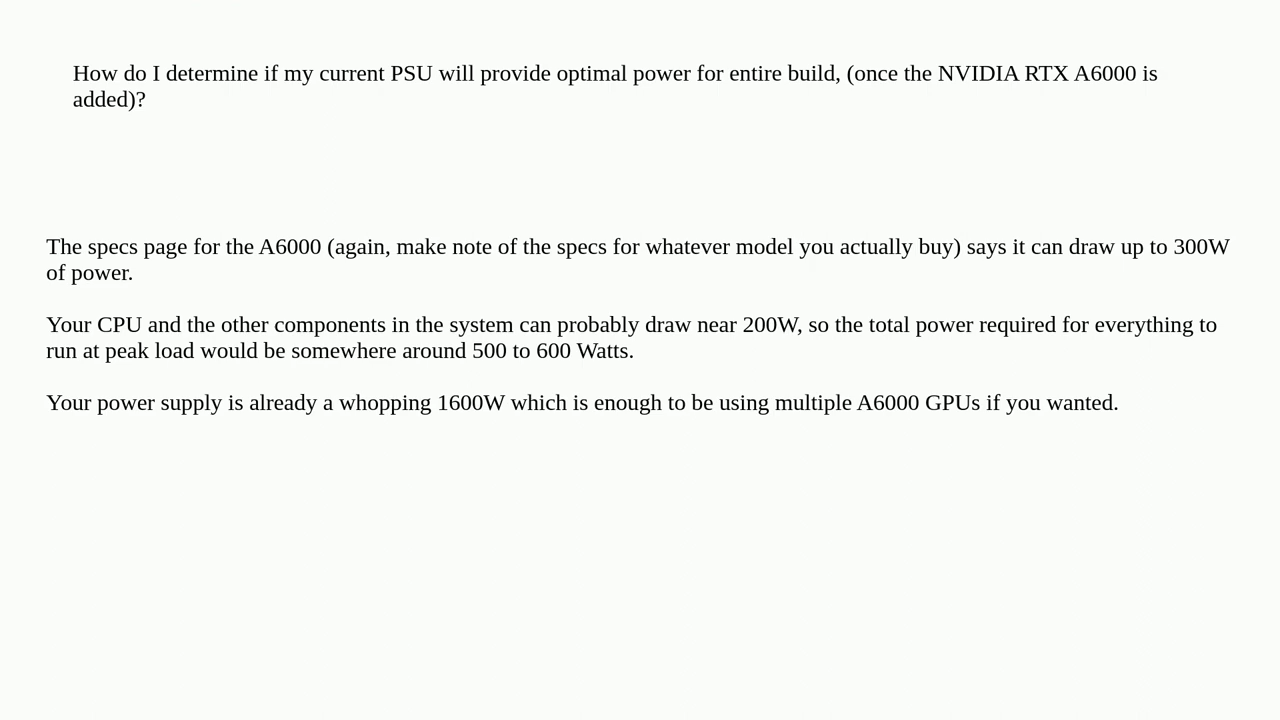 How do I determine if my current PSU will provide optimal power for entire build, (once the NVIDIA RTX A6000 is
added)?
The specs page for the A6000 (again, make note of the specs for whatever model you actually buy) says it can draw up to 300W
of power.
Your CPU and the other components in the system can probably draw near 200W, so the total power required for everything to
run at peak load would be somewhere around 500 to 600 Watts.
Your power supply is already a whopping 1600W which is enough to be using multiple A6000 GPUs if you wanted.